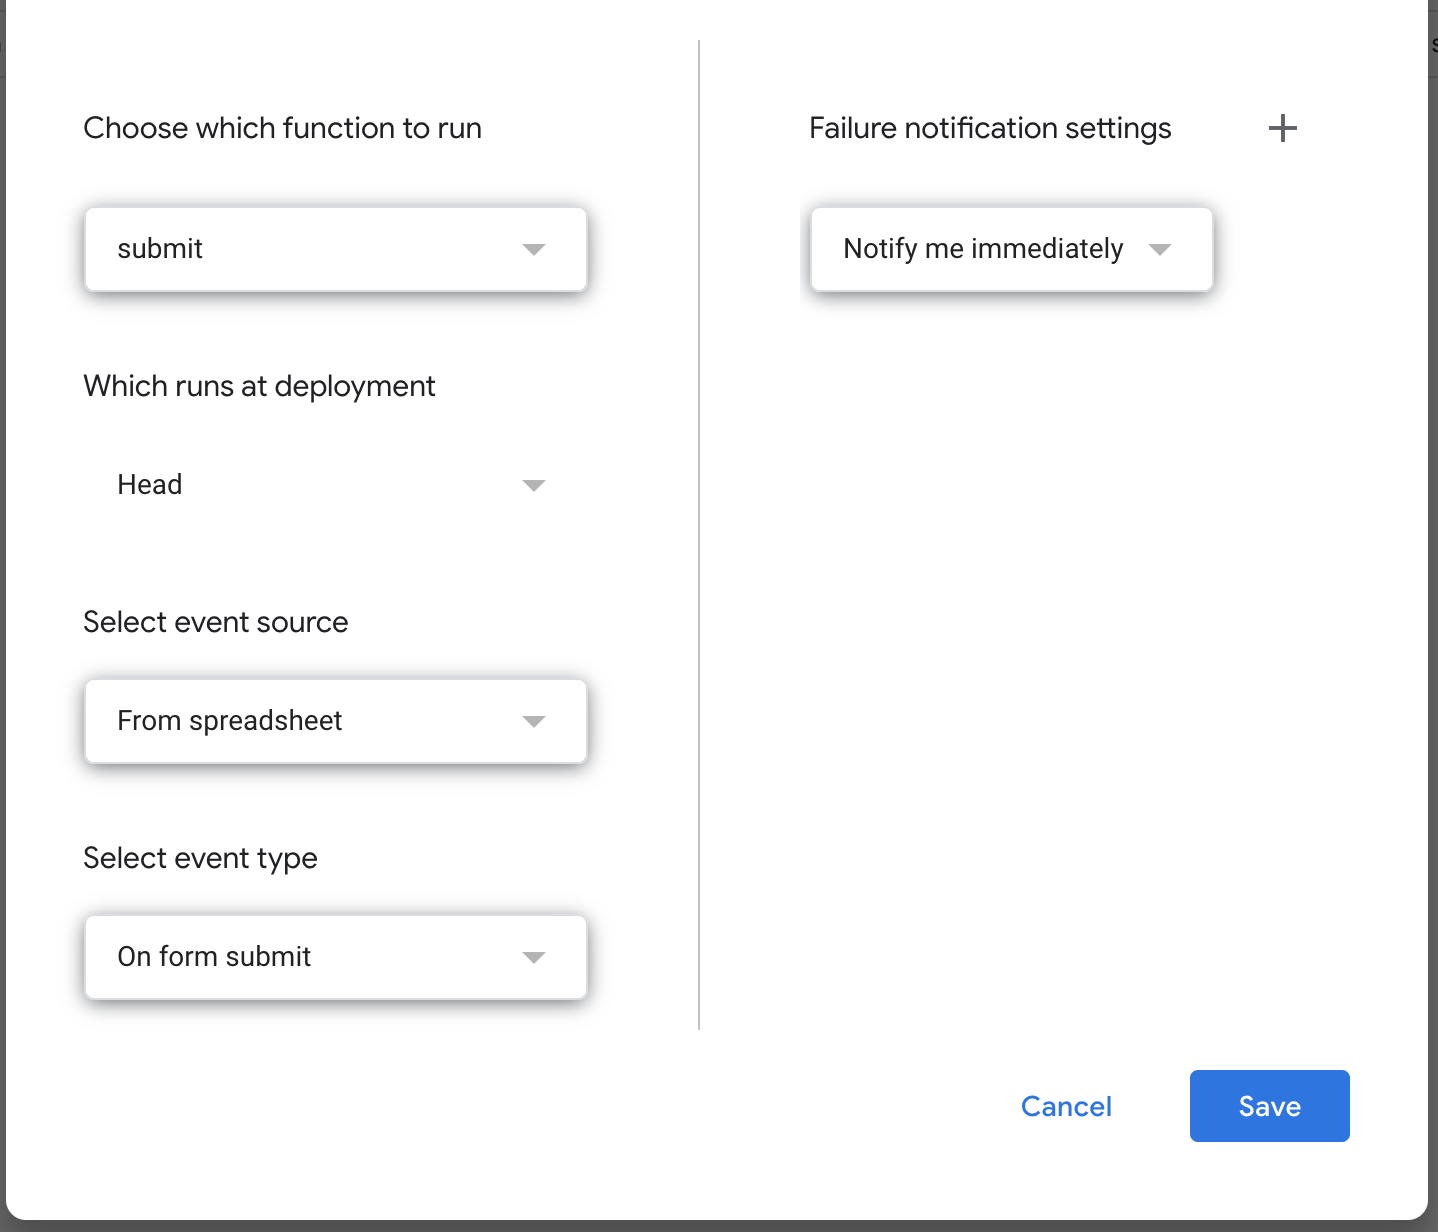 Choose which function to run
submit
Which runs at deployment
Head
Select event source
From spreadsheet
Select event type
On form submit
Failure notification settings
Notify me immediately
Cancel
Save